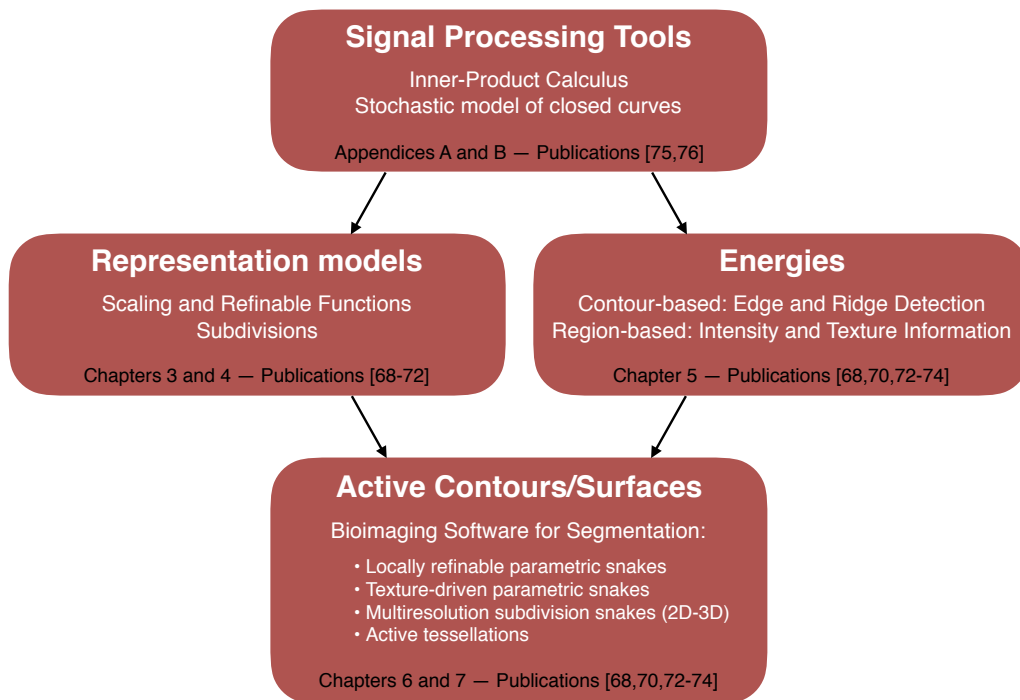 Signal Processing Tools
Inner-Product Calculus
Stochastic model of closed curves
Appendices A and B — Publications [75,76]
Representation models
Scaling and Refinable Functions
Subdivisions
Chapters 3 and 4 — Publications [68-72]
Energies
Contour-based: Edge and Ridge Detection
Region-based: Intensity and Texture Information
Chapter 5 — Publications [68,70,72-74]
Active Contours/Surfaces
Bioimaging Software for Segmentation:
• Locally refinable parametric snakes
• Texture-driven parametric snakes
• Multiresolution subdivision snakes (2D-3D)
• Active tessellations
Chapters 6 and 7 — Publications [68,70,72-74]